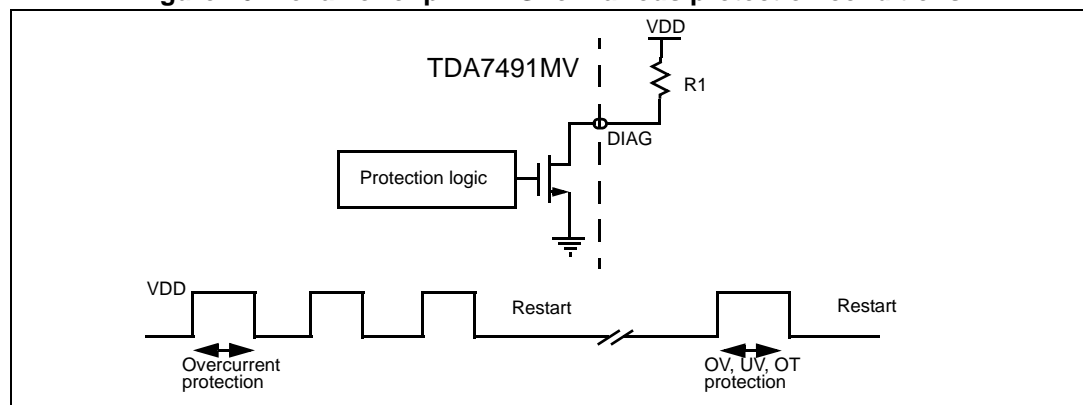 VDD
TDA7491MV
R1
DIAG
Protection logic
VDD
Restart
Restart
Overcurrent
protection
OV, UV, OT
protection